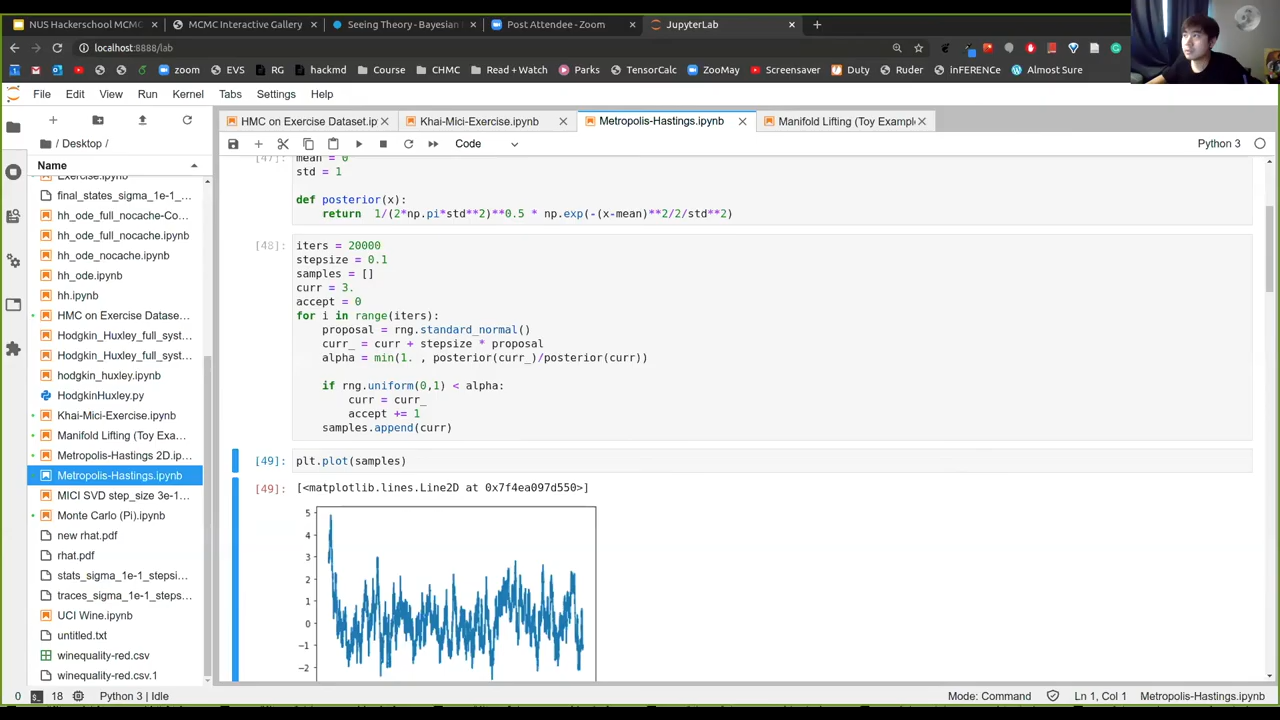 NUS Hackerschool MCMC
MCMC Interactive Gallery
Seeing Theory - Bayesian
Post Attendee - Zoom
JupyterLab
localhost:8888/lab
zoom
EVS
RG
hackmd
Course
CHMC
Read + Watch
Parks
TensorCalc
ZooMay
Screensaver
Duty
Ruder
inFERENCe
Almost Sure
File Edit View Run Kernel Tabs Settings Help
HMC on Exercise Dataset.ip
Khai-Mici-Exercise.ipynb
Metropolis-Hastings.ipynb
Manifold Lifting (Toy Exampl
Code
Python 3
/ Desktop /
Name
Exercise.ipynb
final_states_sigma_1e-1_...
hh_ode_full_nocache-Co...
hh_ode_full_nocache.ipynb
hh_ode_nocache.ipynb
hh_ode.ipynb
hh.ipynb
HMC on Exercise Datase...
Hodgkin_Huxley_full_syst...
Hodgkin_Huxley_full_syst...
hodgkin_huxley.ipynb
HodgkinHuxley.py
Khai-Mici-Exercise.ipynb
Manifold Lifting (Toy Exa...
Metropolis-Hastings 2D.ip...
Metropolis-Hastings.ipynb
MICI SVD step_size 3e-1...
Monte Carlo (Pi).ipynb
new rhat.pdf
rhat.pdf
stats_sigma_1e-1_stepsi...
traces_sigma_1e-1_steps...
UCI Wine.ipynb
untitled.txt
winequality-red.csv
winequality-red.csv.1
[47]:
mean = 0
std = 1
def posterior(x):
return 1/(2*np.pi*std**2)**0.5 * np.exp(-(x-mean)**2/2/std**2)
[48]:
iters = 20000
stepsize = 0.1
samples = []
curr = 3.
accept = 0
for i in range(iters):
proposal = rng.standard_normal()
curr_ = curr + stepsize * proposal
alpha = min(1. , posterior(curr_)/posterior(curr))
if rng.uniform(0,1) < alpha:
curr = curr_
accept += 1
samples.append(curr)
[49]: plt.plot(samples)
[49]: [<matplotlib.lines.Line2D at 0x7f4ea097d550>]
5
4
3
2
1
0
−1
−2
0
18
Python 3 | Idle
Mode: Command
Ln 1, Col 1
Metropolis-Hastings.ipynb